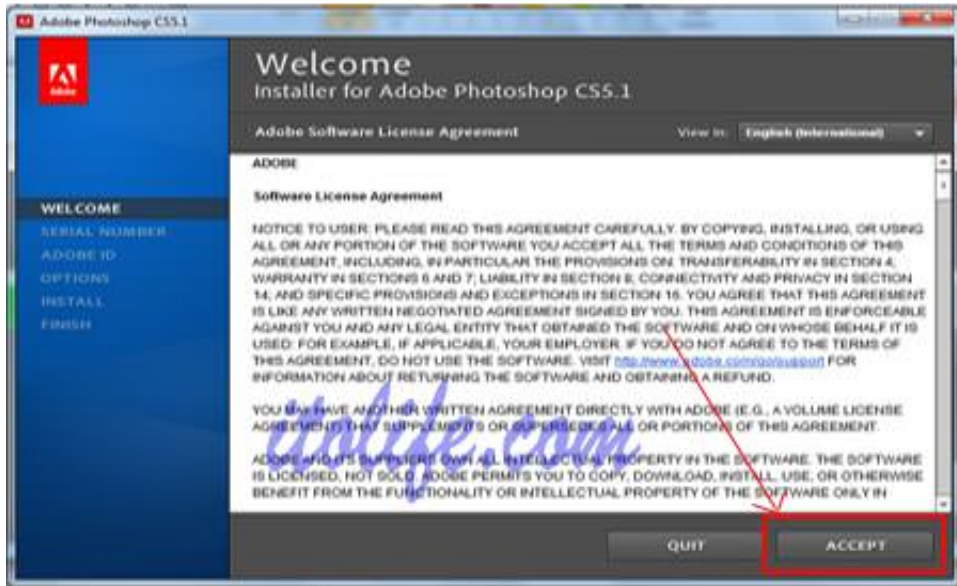 Adobe Photoshop CS5.1
Adobe
Welcome
Installer for Adobe Photoshop CS5.1
Adobe Software License Agreement
View in: English (International)
WELCOME
SERIAL NUMBER
ADOBE ID
OPTIONS
INSTALL
FINISH
ADOBE
Software License Agreement
NOTICE TO USER: PLEASE READ THIS AGREEMENT CAREFULLY. BY COPYING, INSTALLING, OR USING
ALL OR ANY PORTION OF THE SOFTWARE YOU ACCEPT ALL THE TERMS AND CONDITIONS OF THIS
AGREEMENT, INCLUDING, IN PARTICULAR THE PROVISIONS ON: TRANSFERABILITY IN SECTION 4;
WARRANTY IN SECTIONS 6 AND 7; LIABILITY IN SECTION 8; CONNECTIVITY AND PRIVACY IN SECTION
14; AND SPECIFIC PROVISIONS AND EXCEPTIONS IN SECTION 16. YOU AGREE THAT THIS AGREEMENT
IS LIKE ANY WRITTEN NEGOTIATED AGREEMENT SIGNED BY YOU. THIS AGREEMENT IS ENFORCEABLE
AGAINST YOU AND ANY LEGAL ENTITY THAT OBTAINED THE SOFTWARE AND ON WHOSE BEHALF IT IS
USED: FOR EXAMPLE, IF APPLICABLE, YOUR EMPLOYER. IF YOU DO NOT AGREE TO THE TERMS OF
THIS AGREEMENT, DO NOT USE THE SOFTWARE. VISIT http://www.adobe.com/go/support FOR
INFORMATION ABOUT RETURNING THE SOFTWARE AND OBTAINING A REFUND.
YOU MAY HAVE ANOTHER WRITTEN AGREEMENT DIRECTLY WITH ADOBE (E.G., A VOLUME LICENSE
AGREEMENT) THAT SUPPLEMENTS OR SUPERSEDES ALL OR PORTIONS OF THIS AGREEMENT.
itolife.com
ADOBE AND ITS SUPPLIERS OWN ALL INTELLECTUAL PROPERTY IN THE SOFTWARE. THE SOFTWARE
IS LICENSED, NOT SOLD. ADOBE PERMITS YOU TO COPY, DOWNLOAD, INSTALL, USE, OR OTHERWISE
BENEFIT FROM THE FUNCTIONALITY OR INTELLECTUAL PROPERTY OF THE SOFTWARE ONLY IN
QUIT
ACCEPT